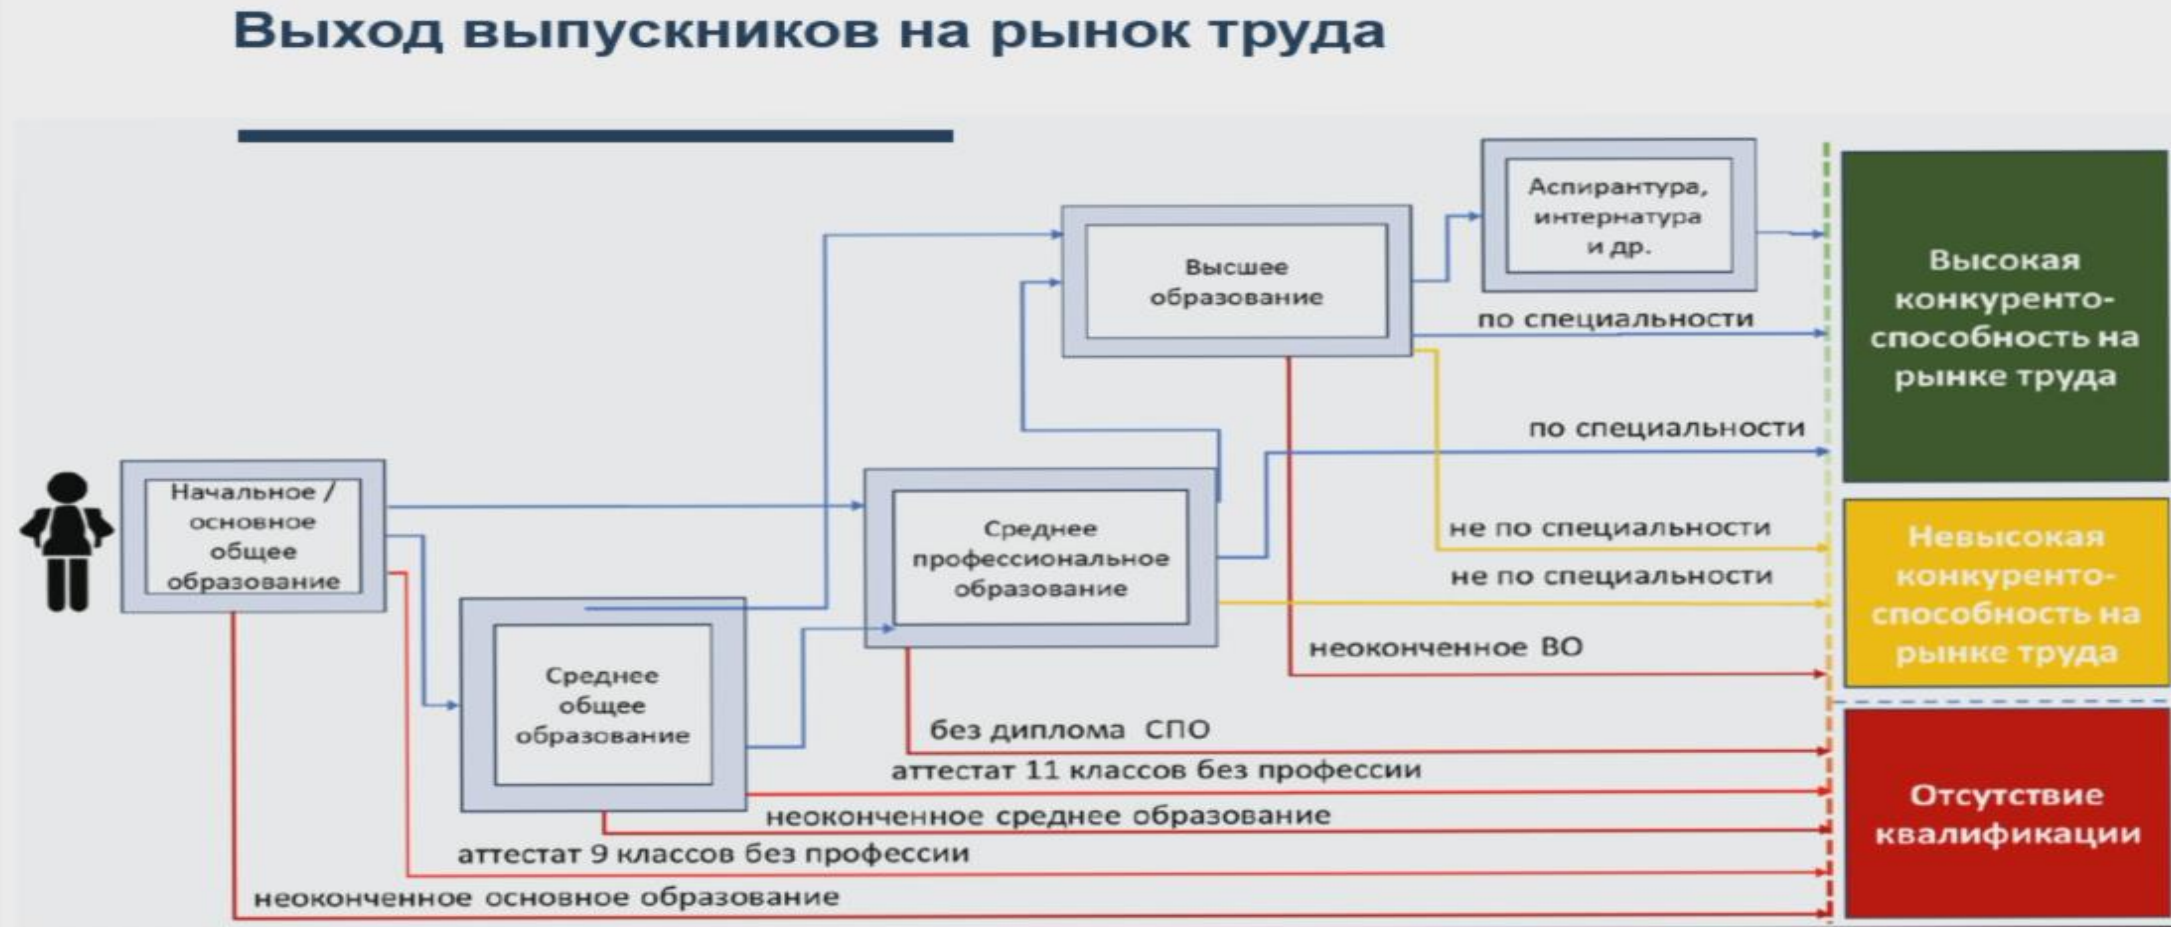 Выход выпускников на рынок труда
Аспирантура,
интернатура
и др.
Высшее
образование
по специальности
Высокая
конкуренто-
способность на
рынке труда
по специальности
Начальное /
основное
общее
образование
Среднее
профессиональное
образование
не по специальности
не по специальности
Невысокая
конкуренто-
способность на
рынке труда
неоконченное ВО
Среднее
общее
образование
без диплома СПО
аттестат 11 классов без профессии
неоконченное среднее образование
аттестат 9 классов без профессии
неоконченное основное образование
Отсутствие
квалификации